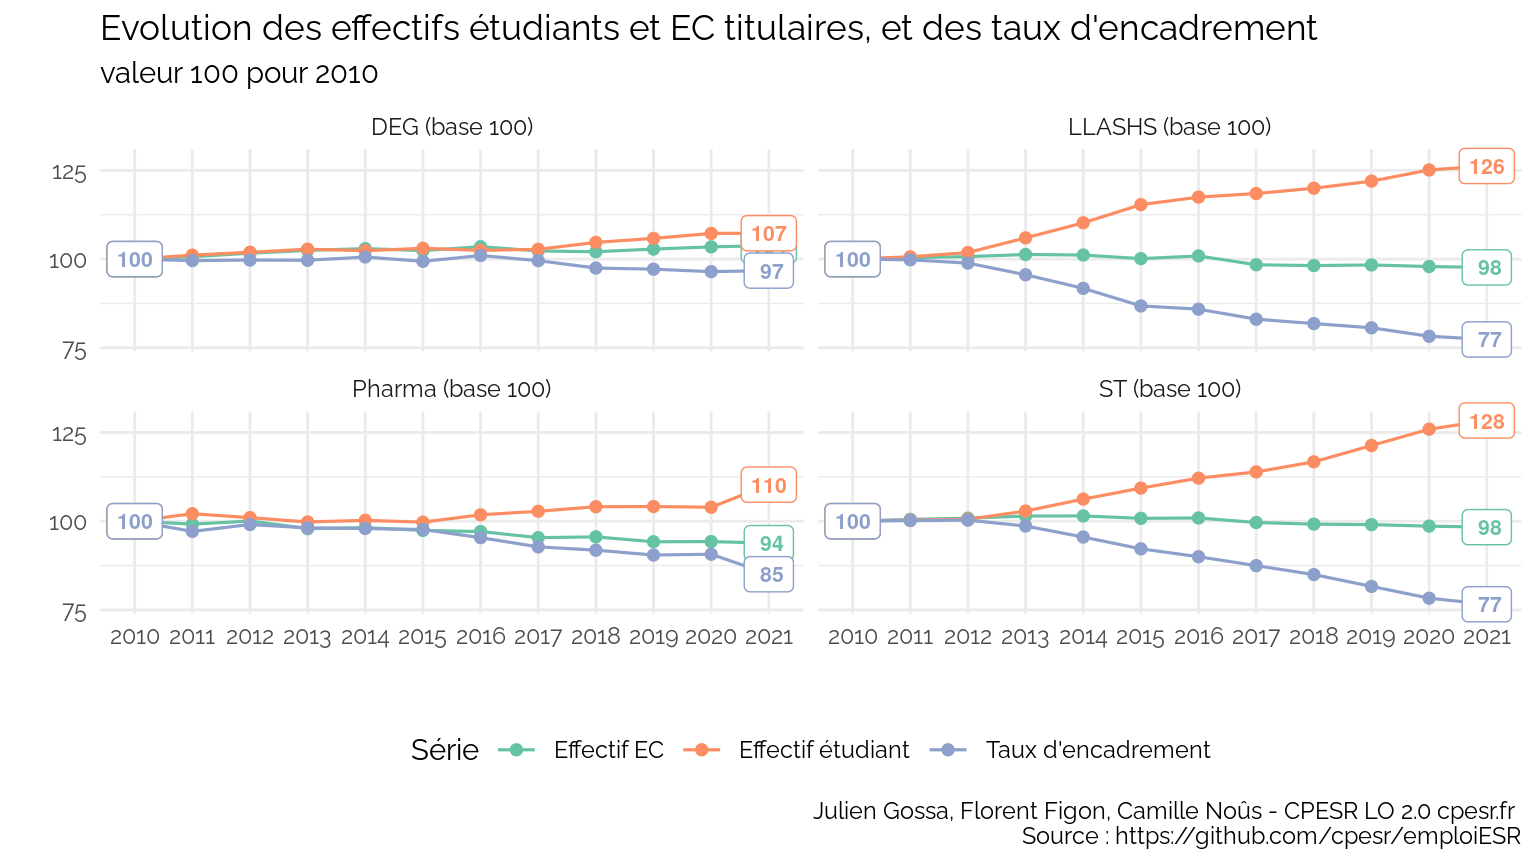 Evolution des effectifs étudiants et EC titulaires, et des taux d'encadrement
valeur 100 pour 2010
DEG (base 100)
125
100
75
100
107
97
LLASHS (base 100)
100
126
98
77
Pharma (base 100)
125
100
75
100
110
94
85
2010 2011 2012 2013 2014 2015 2016 2017 2018 2019 2020 2021
ST (base 100)
100
128
98
77
2010 2011 2012 2013 2014 2015 2016 2017 2018 2019 2020 2021
Série Effectif EC Effectif étudiant Taux d'encadrement
Julien Gossa, Florent Figon, Camille Noûs - CPESR LO 2.0 cpesr.fr
Source : https://github.com/cpesr/emploiESR